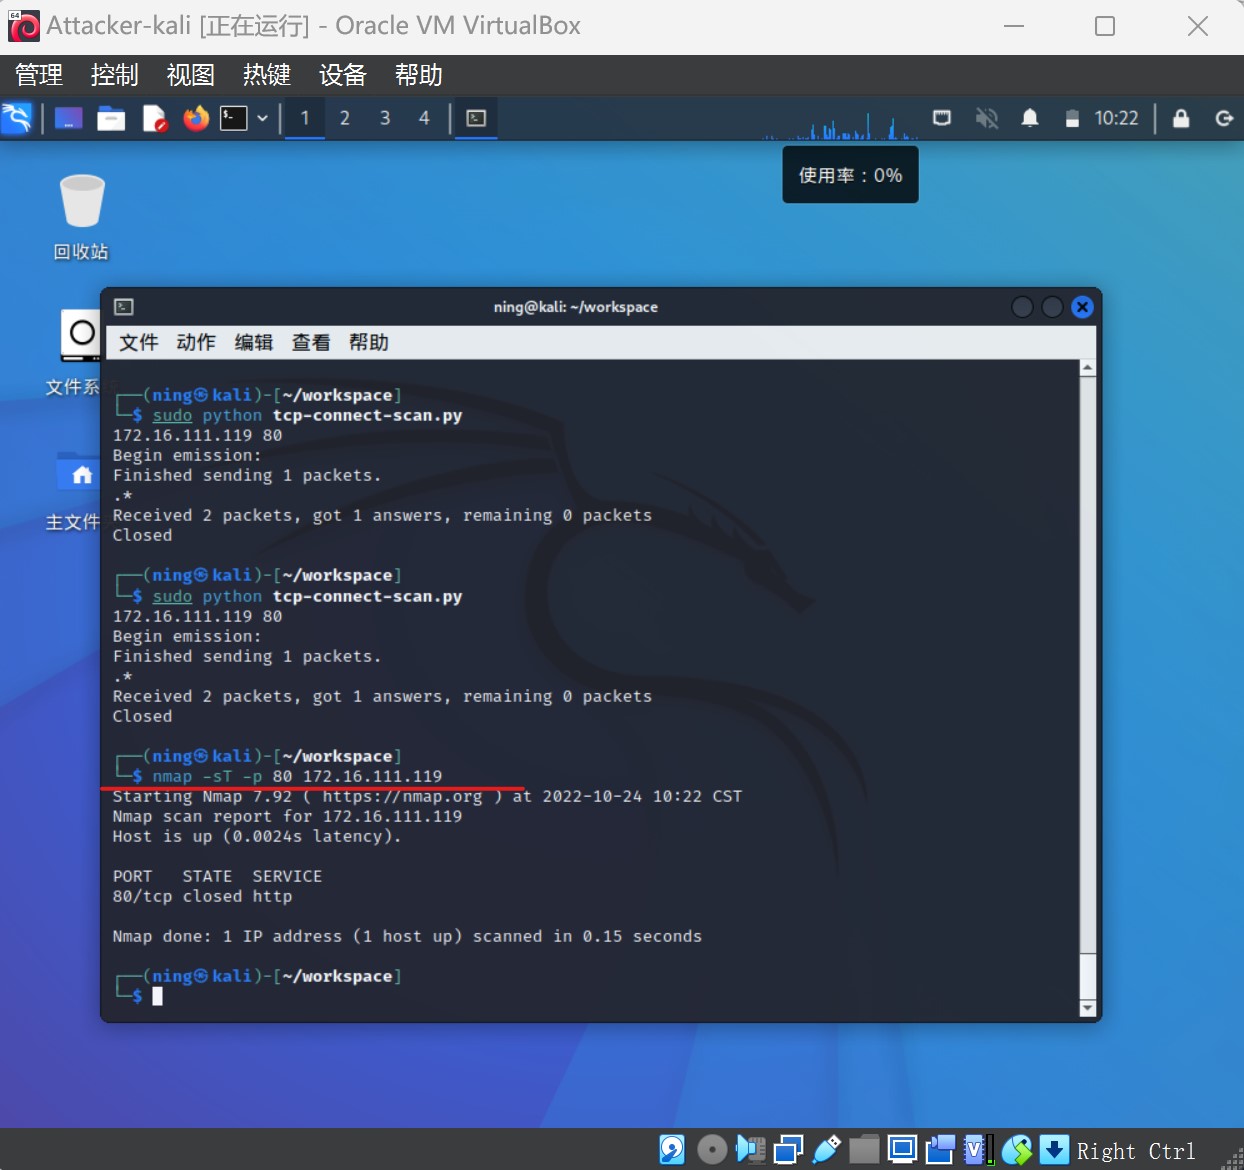 64
Attacker-kali [正在运行] - Oracle VM VirtualBox
管理 控制 视图 热键 设备 帮助
$_ 1 2 3 4 10:22
使用率：0%
回收站
文件系
主文件
ning@kali: ~/workspace
文件 动作 编辑 查看 帮助
┌──(ning㉿kali)-[~/workspace]
└─$ sudo python tcp-connect-scan.py
172.16.111.119 80
Begin emission:
Finished sending 1 packets.
.*
Received 2 packets, got 1 answers, remaining 0 packets
Closed
┌──(ning㉿kali)-[~/workspace]
└─$ sudo python tcp-connect-scan.py
172.16.111.119 80
Begin emission:
Finished sending 1 packets.
.*
Received 2 packets, got 1 answers, remaining 0 packets
Closed
┌──(ning㉿kali)-[~/workspace]
└─$ nmap -sT -p 80 172.16.111.119
Starting Nmap 7.92 ( https://nmap.org ) at 2022-10-24 10:22 CST
Nmap scan report for 172.16.111.119
Host is up (0.0024s latency).
PORT STATE SERVICE
80/tcp closed http
Nmap done: 1 IP address (1 host up) scanned in 0.15 seconds
┌──(ning㉿kali)-[~/workspace]
└─$
Right Ctrl